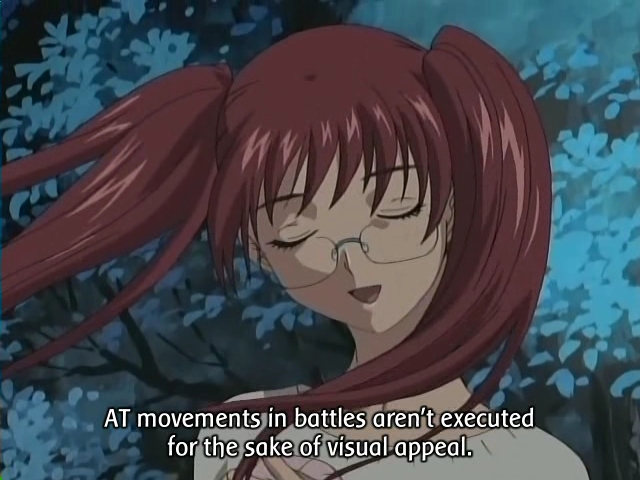 AT movements in battles aren't executed
for the sake of visual appeal.